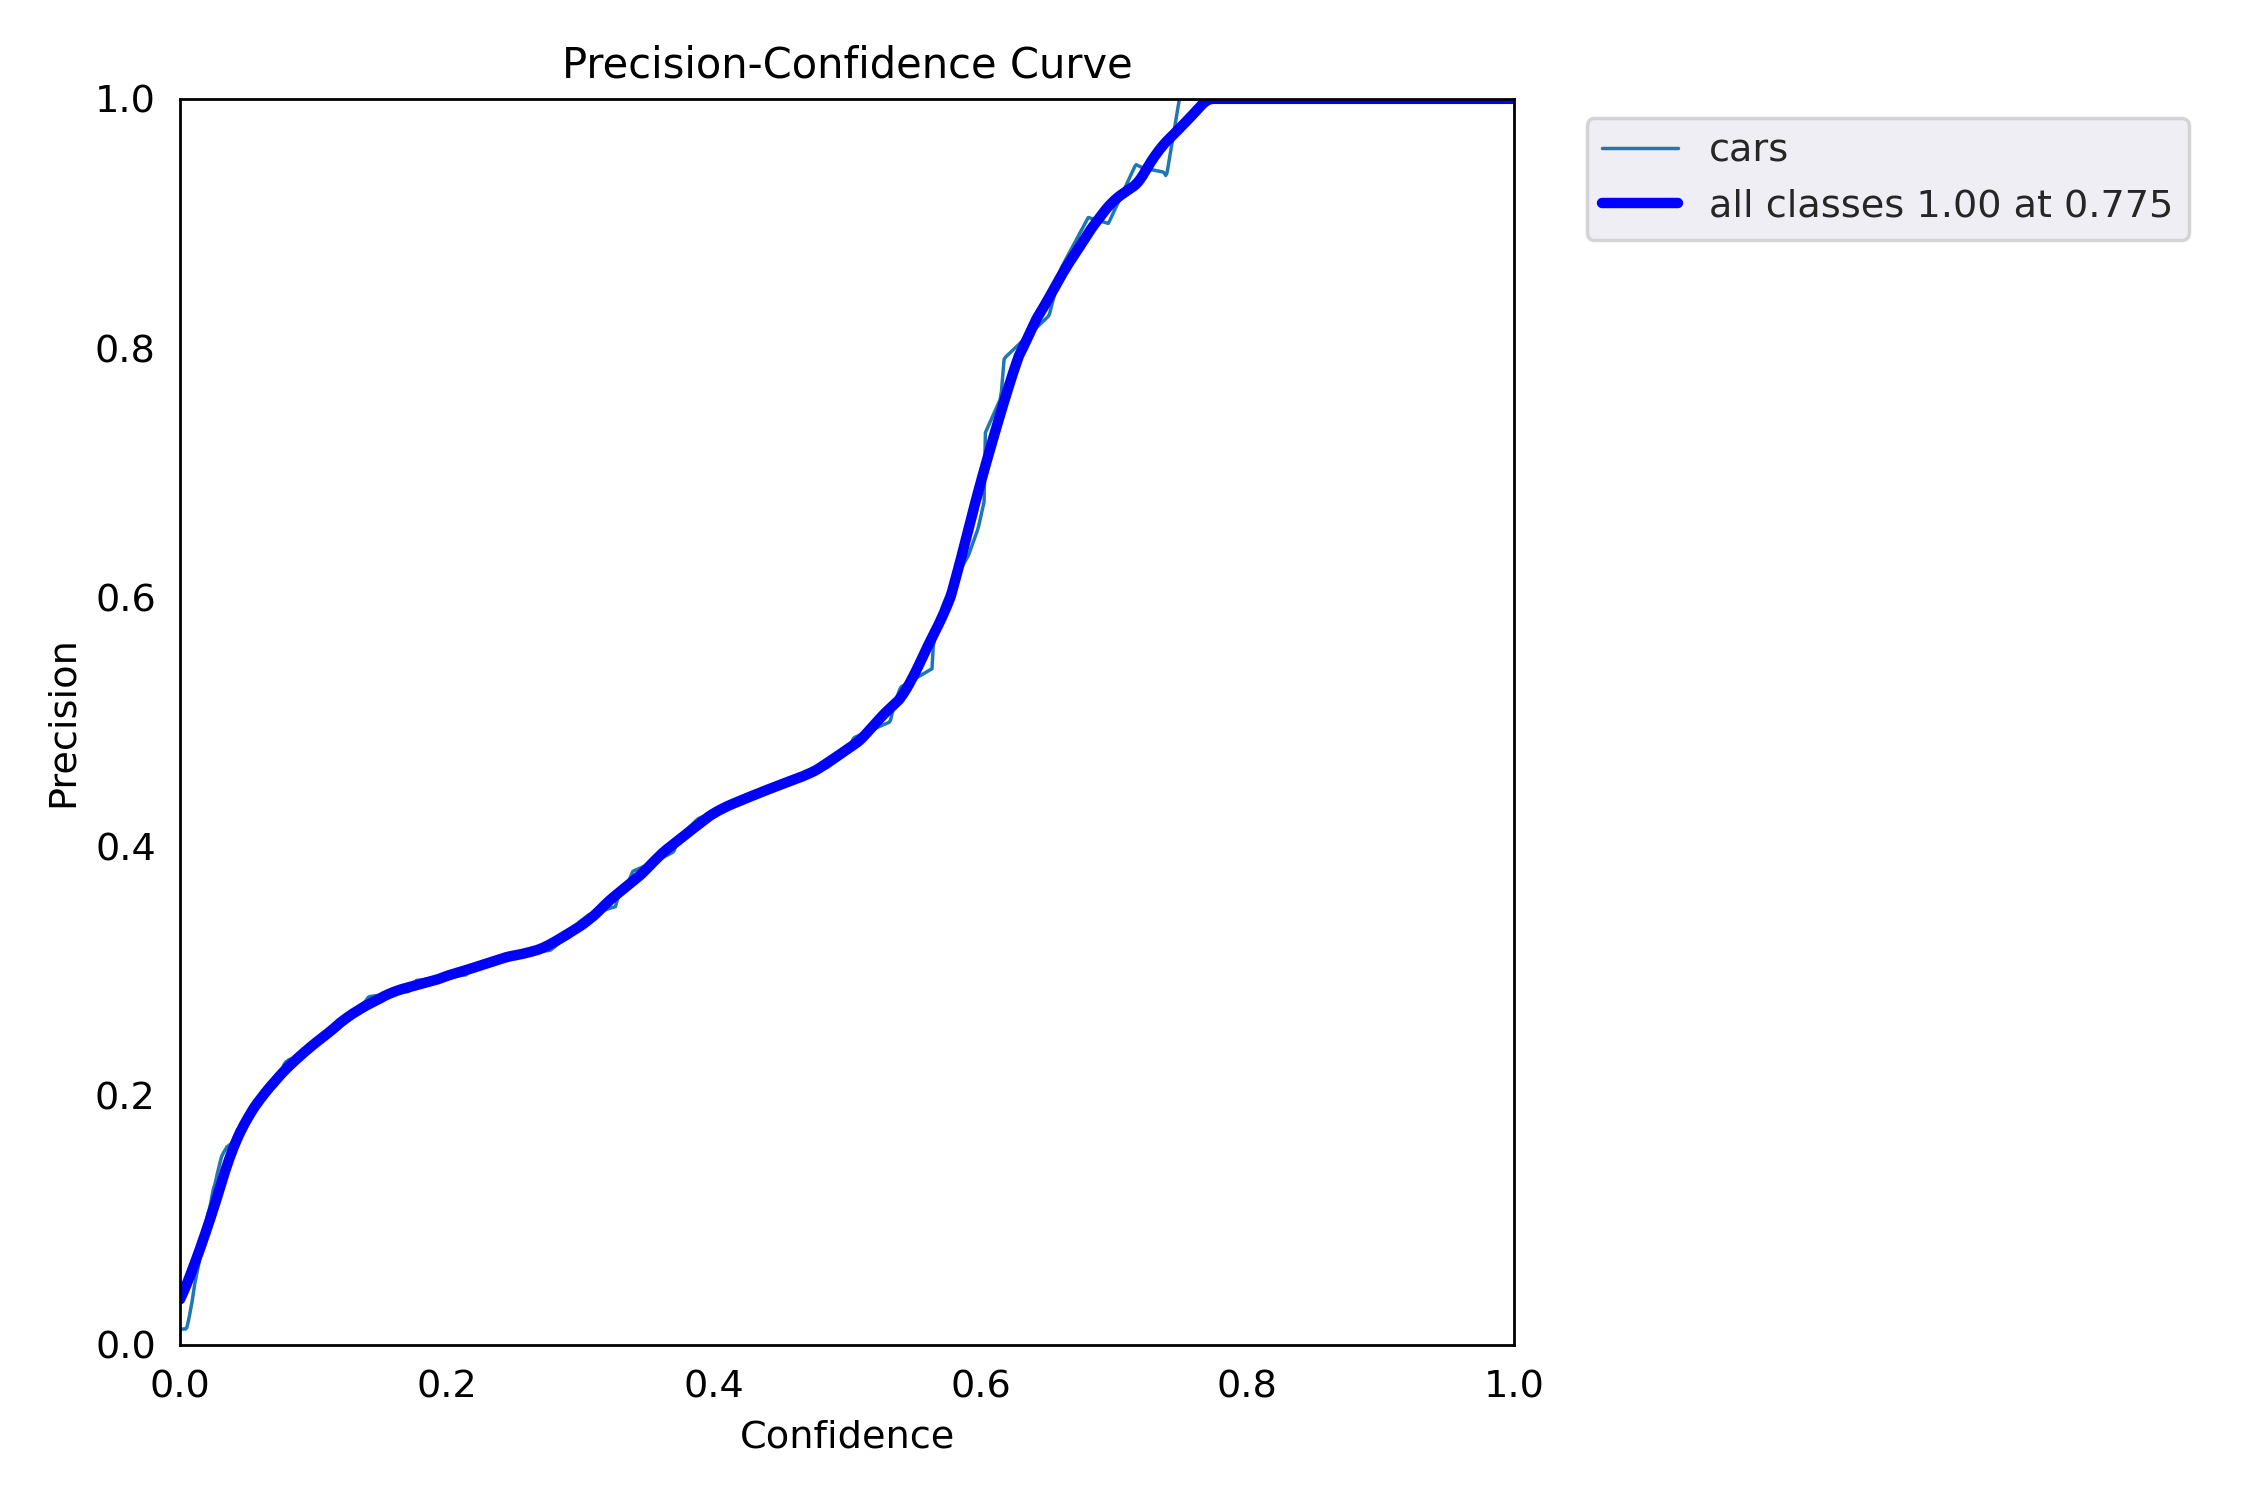 Precision-Confidence Curve
cars
all classes 1.00 at 0.775
Precision
1.0
0.8
0.6
0.4
0.2
0.0
0.0 0.2 0.4 0.6 0.8 1.0
Confidence